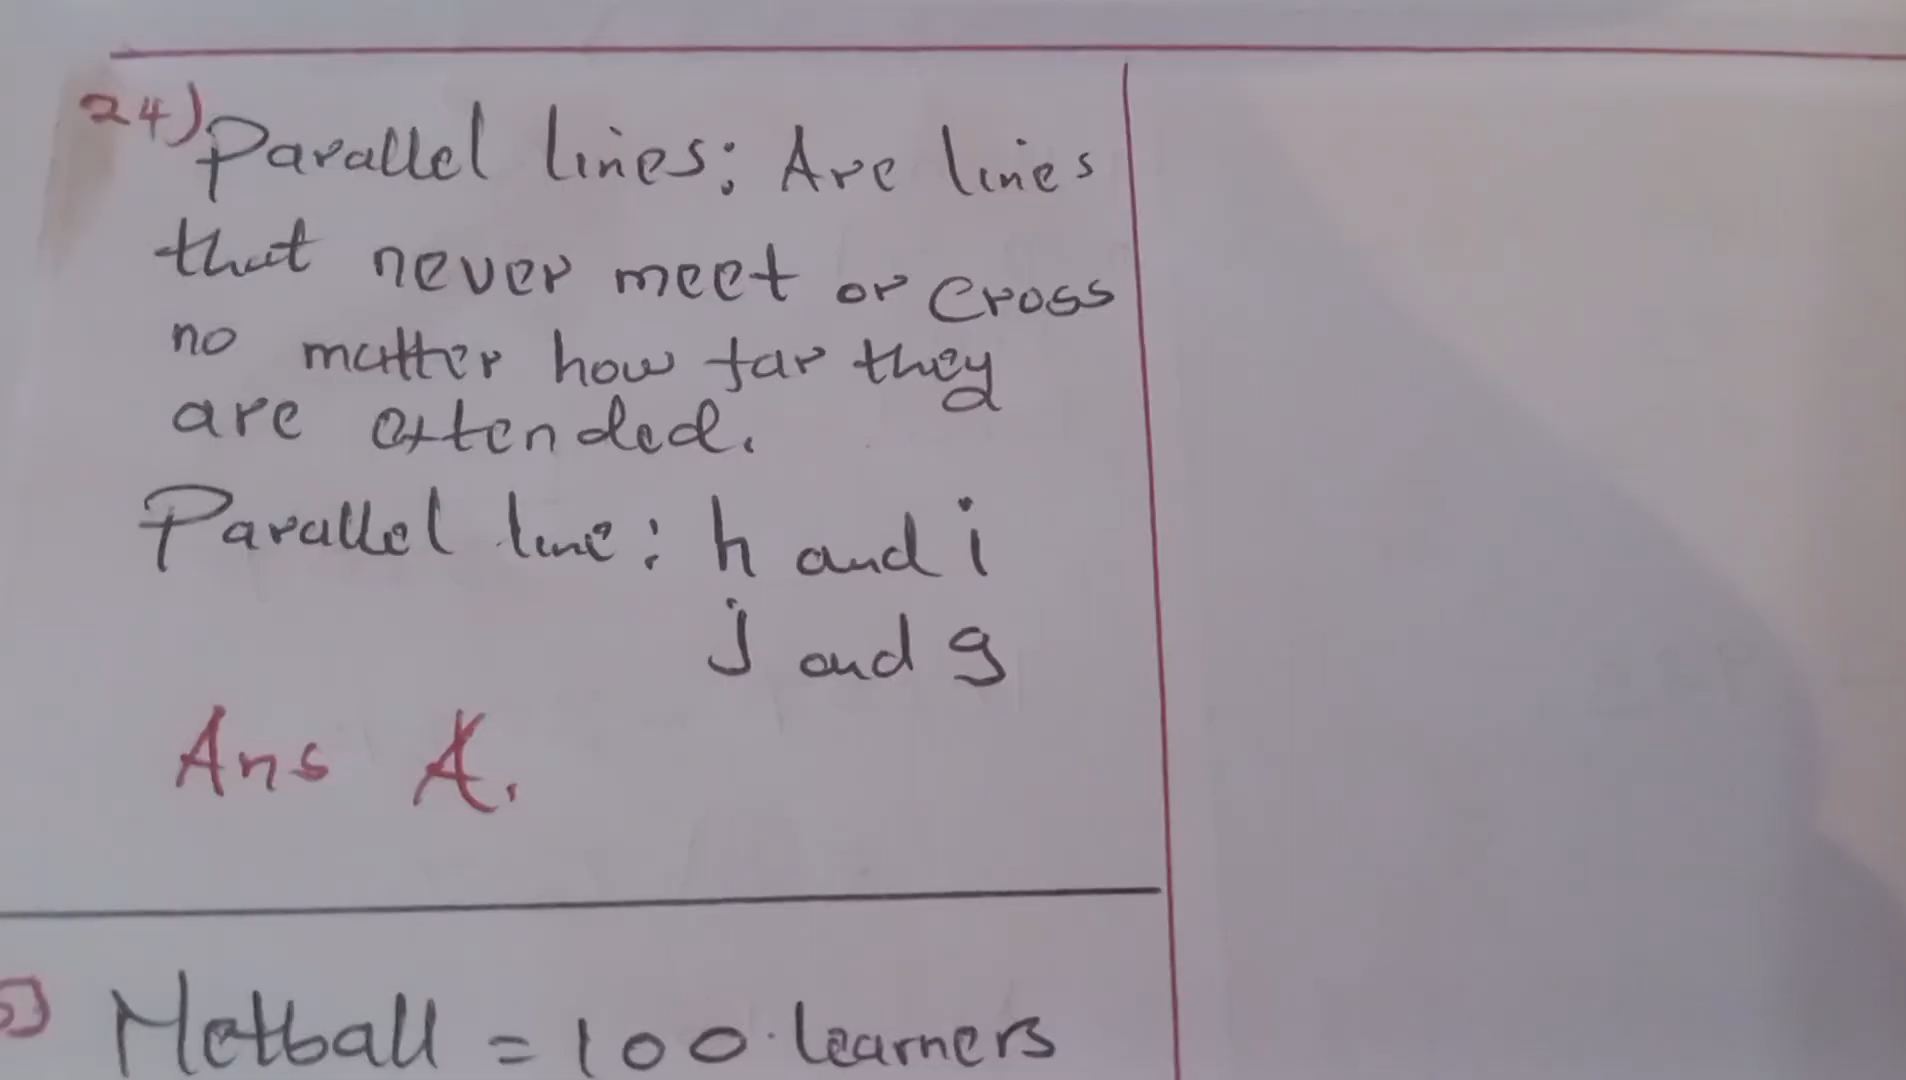 24) Parallel lines: Are lines
that never meet or cross
no matter how far they
are extended.
Parallel line: h and i
j and g
Ans A.
5) Netball = 100 learners